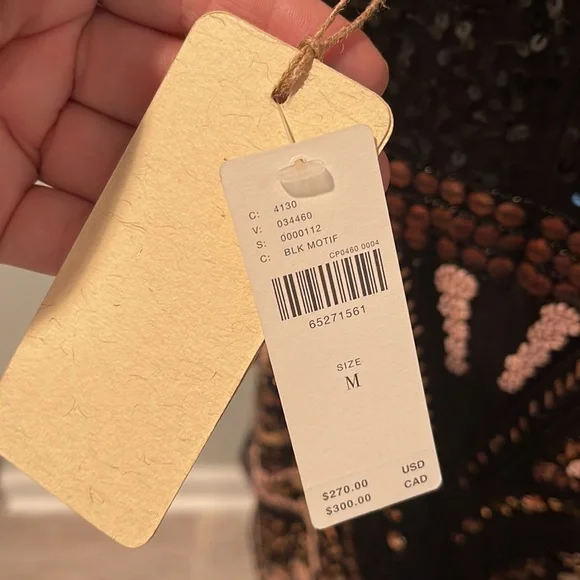 C: 4130
V: 034460
S: 0000112
C: BLK MOTIF
CP0460 0004
65271561
SIZE
M
$270.00 USD
$300.00 CAD